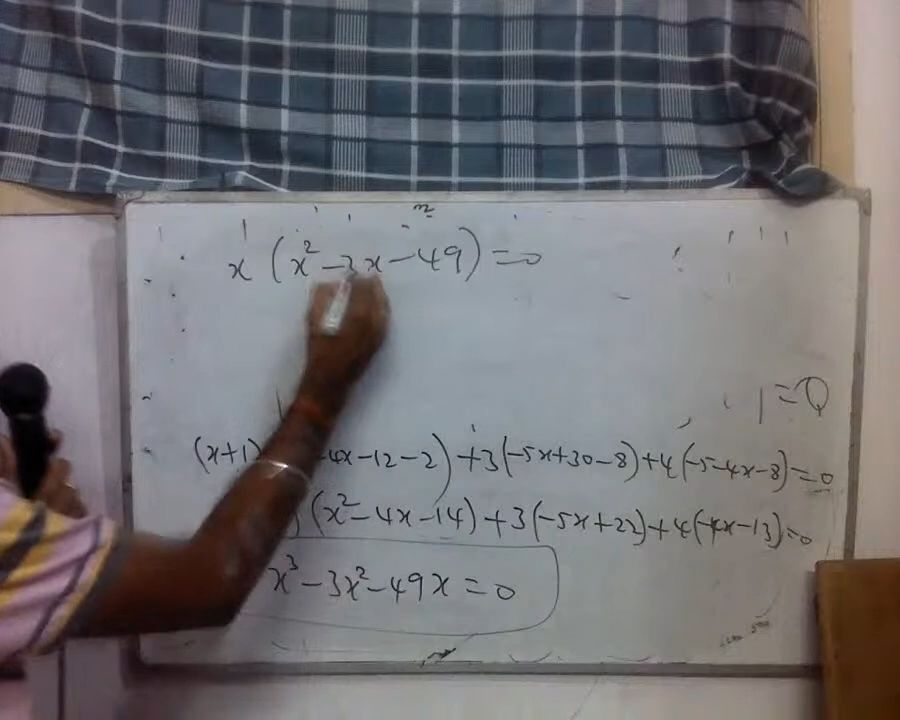 x (x² - 3x - 49) = 0
| = 0
(x+1) 4x - 12 - 2) + 3(-5x + 30 - 8) + 4(-5 - 4x - 8) = 0
(x² - 4x - 14) + 3(-5x + 22) + 4(-4x - 13) = 0
x³ - 3x² - 49x = 0